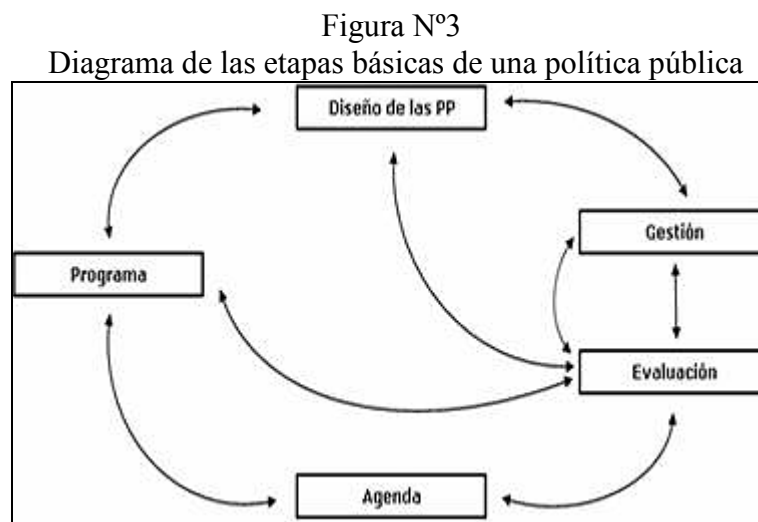 Figura Nº3
Diagrama de las etapas básicas de una política pública
Diseño de las PP
Gestión
Programa
Evaluación
Agenda